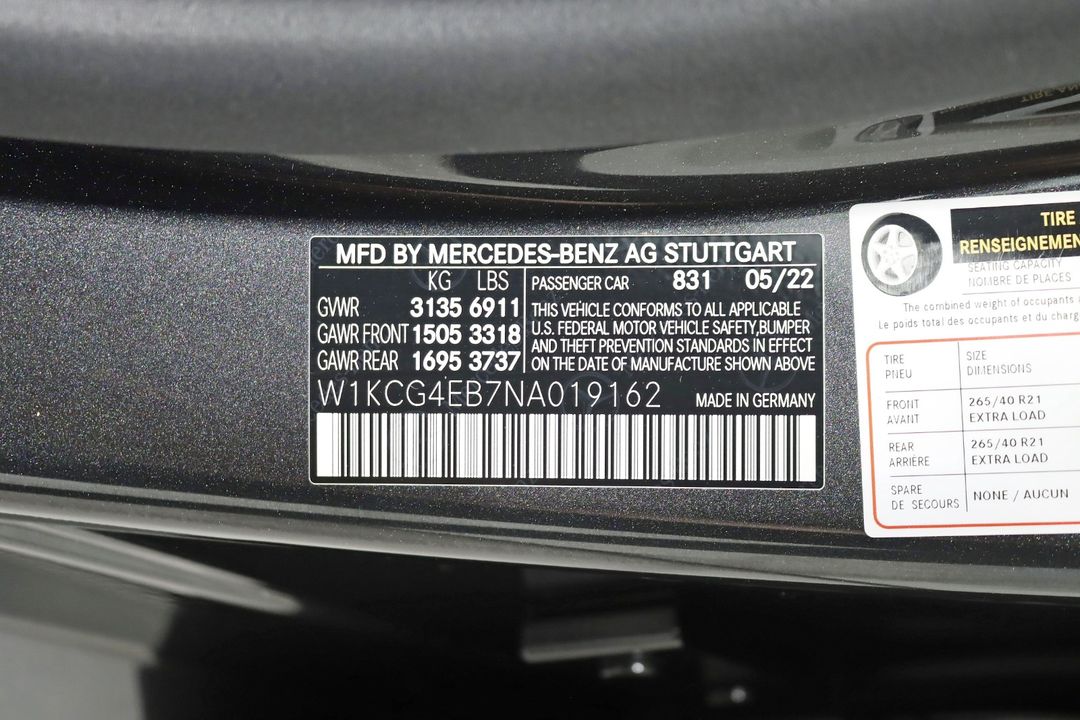 MFD BY MERCEDES-BENZ AG STUTTGART
KG LBS
GVWR 3135 6911
GAWR FRONT 1505 3318
GAWR REAR 1695 3737
PASSENGER CAR 831 05/22
THIS VEHICLE CONFORMS TO ALL APPLICABLE
U.S. FEDERAL MOTOR VEHICLE SAFETY,BUMPER
AND THEFT PREVENTION STANDARDS IN EFFECT
ON THE DATE OF MANUFACTURE SHOWN ABOVE
W1KCG4EB7NA019162 MADE IN GERMANY
TIRE
SEATING CAPACITY
NOMBRE DE PLACES
The combined weight of occupants
Le poids total des occupants et du
TIRE SIZE
PNEU DIMENSIONS
FRONT 265/40 R21
AVANT EXTRA LOAD
REAR 265/40 R21
ARRIÈRE EXTRA LOAD
SPARE NONE / AUCUN
DE SECOURS